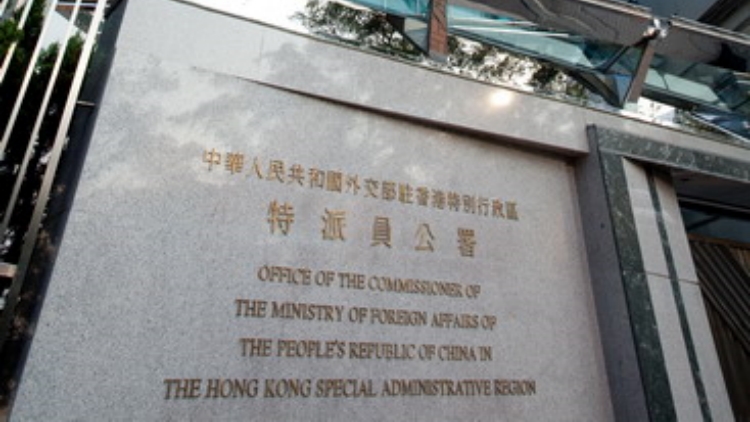 中華人民共和國外交部駐香港特別行政區
特派員公署
OFFICE OF THE COMMISSIONER OF
THE MINISTRY OF FOREIGN AFFAIRS OF
THE PEOPLE'S REPUBLIC OF CHINA IN
THE HONG KONG SPECIAL ADMINISTRATIVE REGION